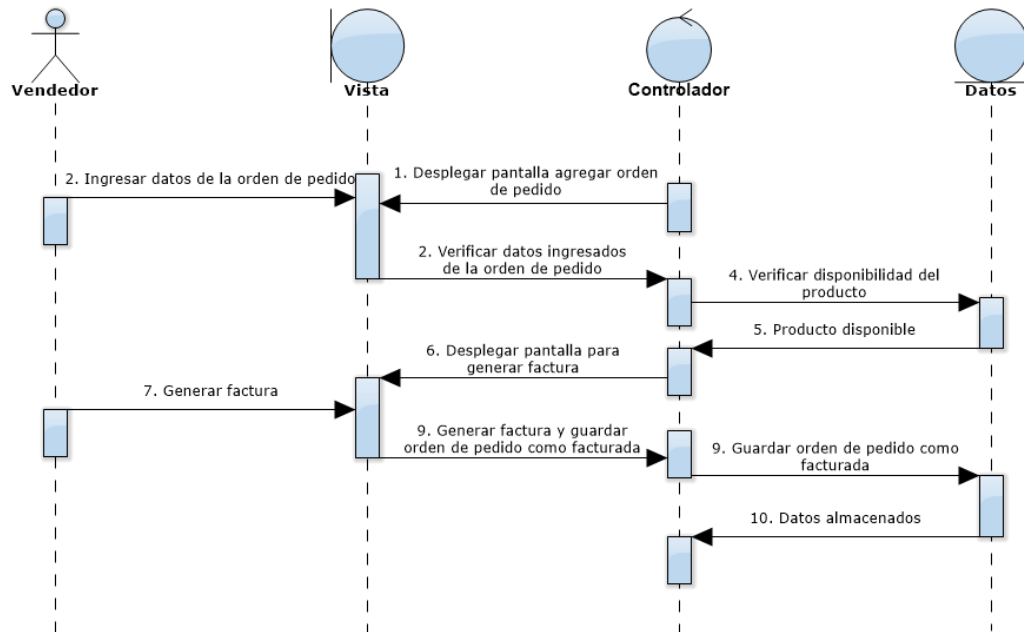 Vendedor
Vista
Controlador
Datos
2. Ingresar datos de la orden de pedido
1. Desplegar pantalla agregar orden
de pedido
2. Verificar datos ingresados
de la orden de pedido
4. Verificar disponibilidad del
producto
5. Producto disponible
6. Desplegar pantalla para
generar factura
7. Generar factura
9. Generar factura y guardar
orden de pedido como facturada
9. Guardar orden de pedido como
facturada
10. Datos almacenados